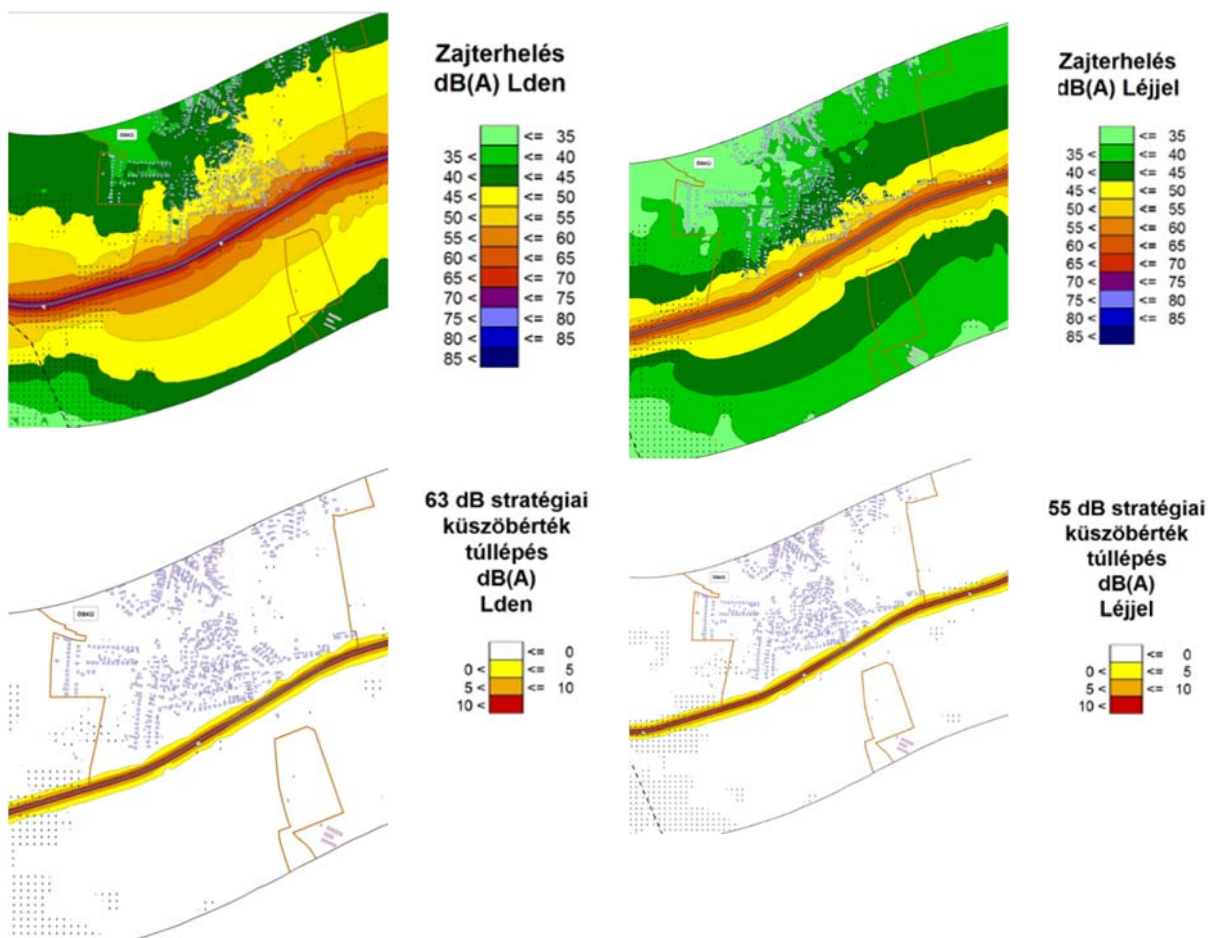 Zajterhelés
dB(A) Lden
<= 35
35 < <= 40
40 < <= 45
45 < <= 50
50 < <= 55
55 < <= 60
60 < <= 65
65 < <= 70
70 < <= 75
75 < <= 80
80 < <= 85
85 <
ÖSKÜ
Zajterhelés
dB(A) Léjjel
<= 35
35 < <= 40
40 < <= 45
45 < <= 50
50 < <= 55
55 < <= 60
60 < <= 65
65 < <= 70
70 < <= 75
75 < <= 80
80 < <= 85
85 <
ÖSKÜ
63 dB stratégiai
küszöbérték
túllépés
dB(A)
Lden
<= 0
0 < <= 5
5 < <= 10
10 <
ÖSKÜ
55 dB stratégiai
küszöbérték
túllépés
dB(A)
Léjjel
<= 0
0 < <= 5
5 < <= 10
10 <
ÖSKÜ